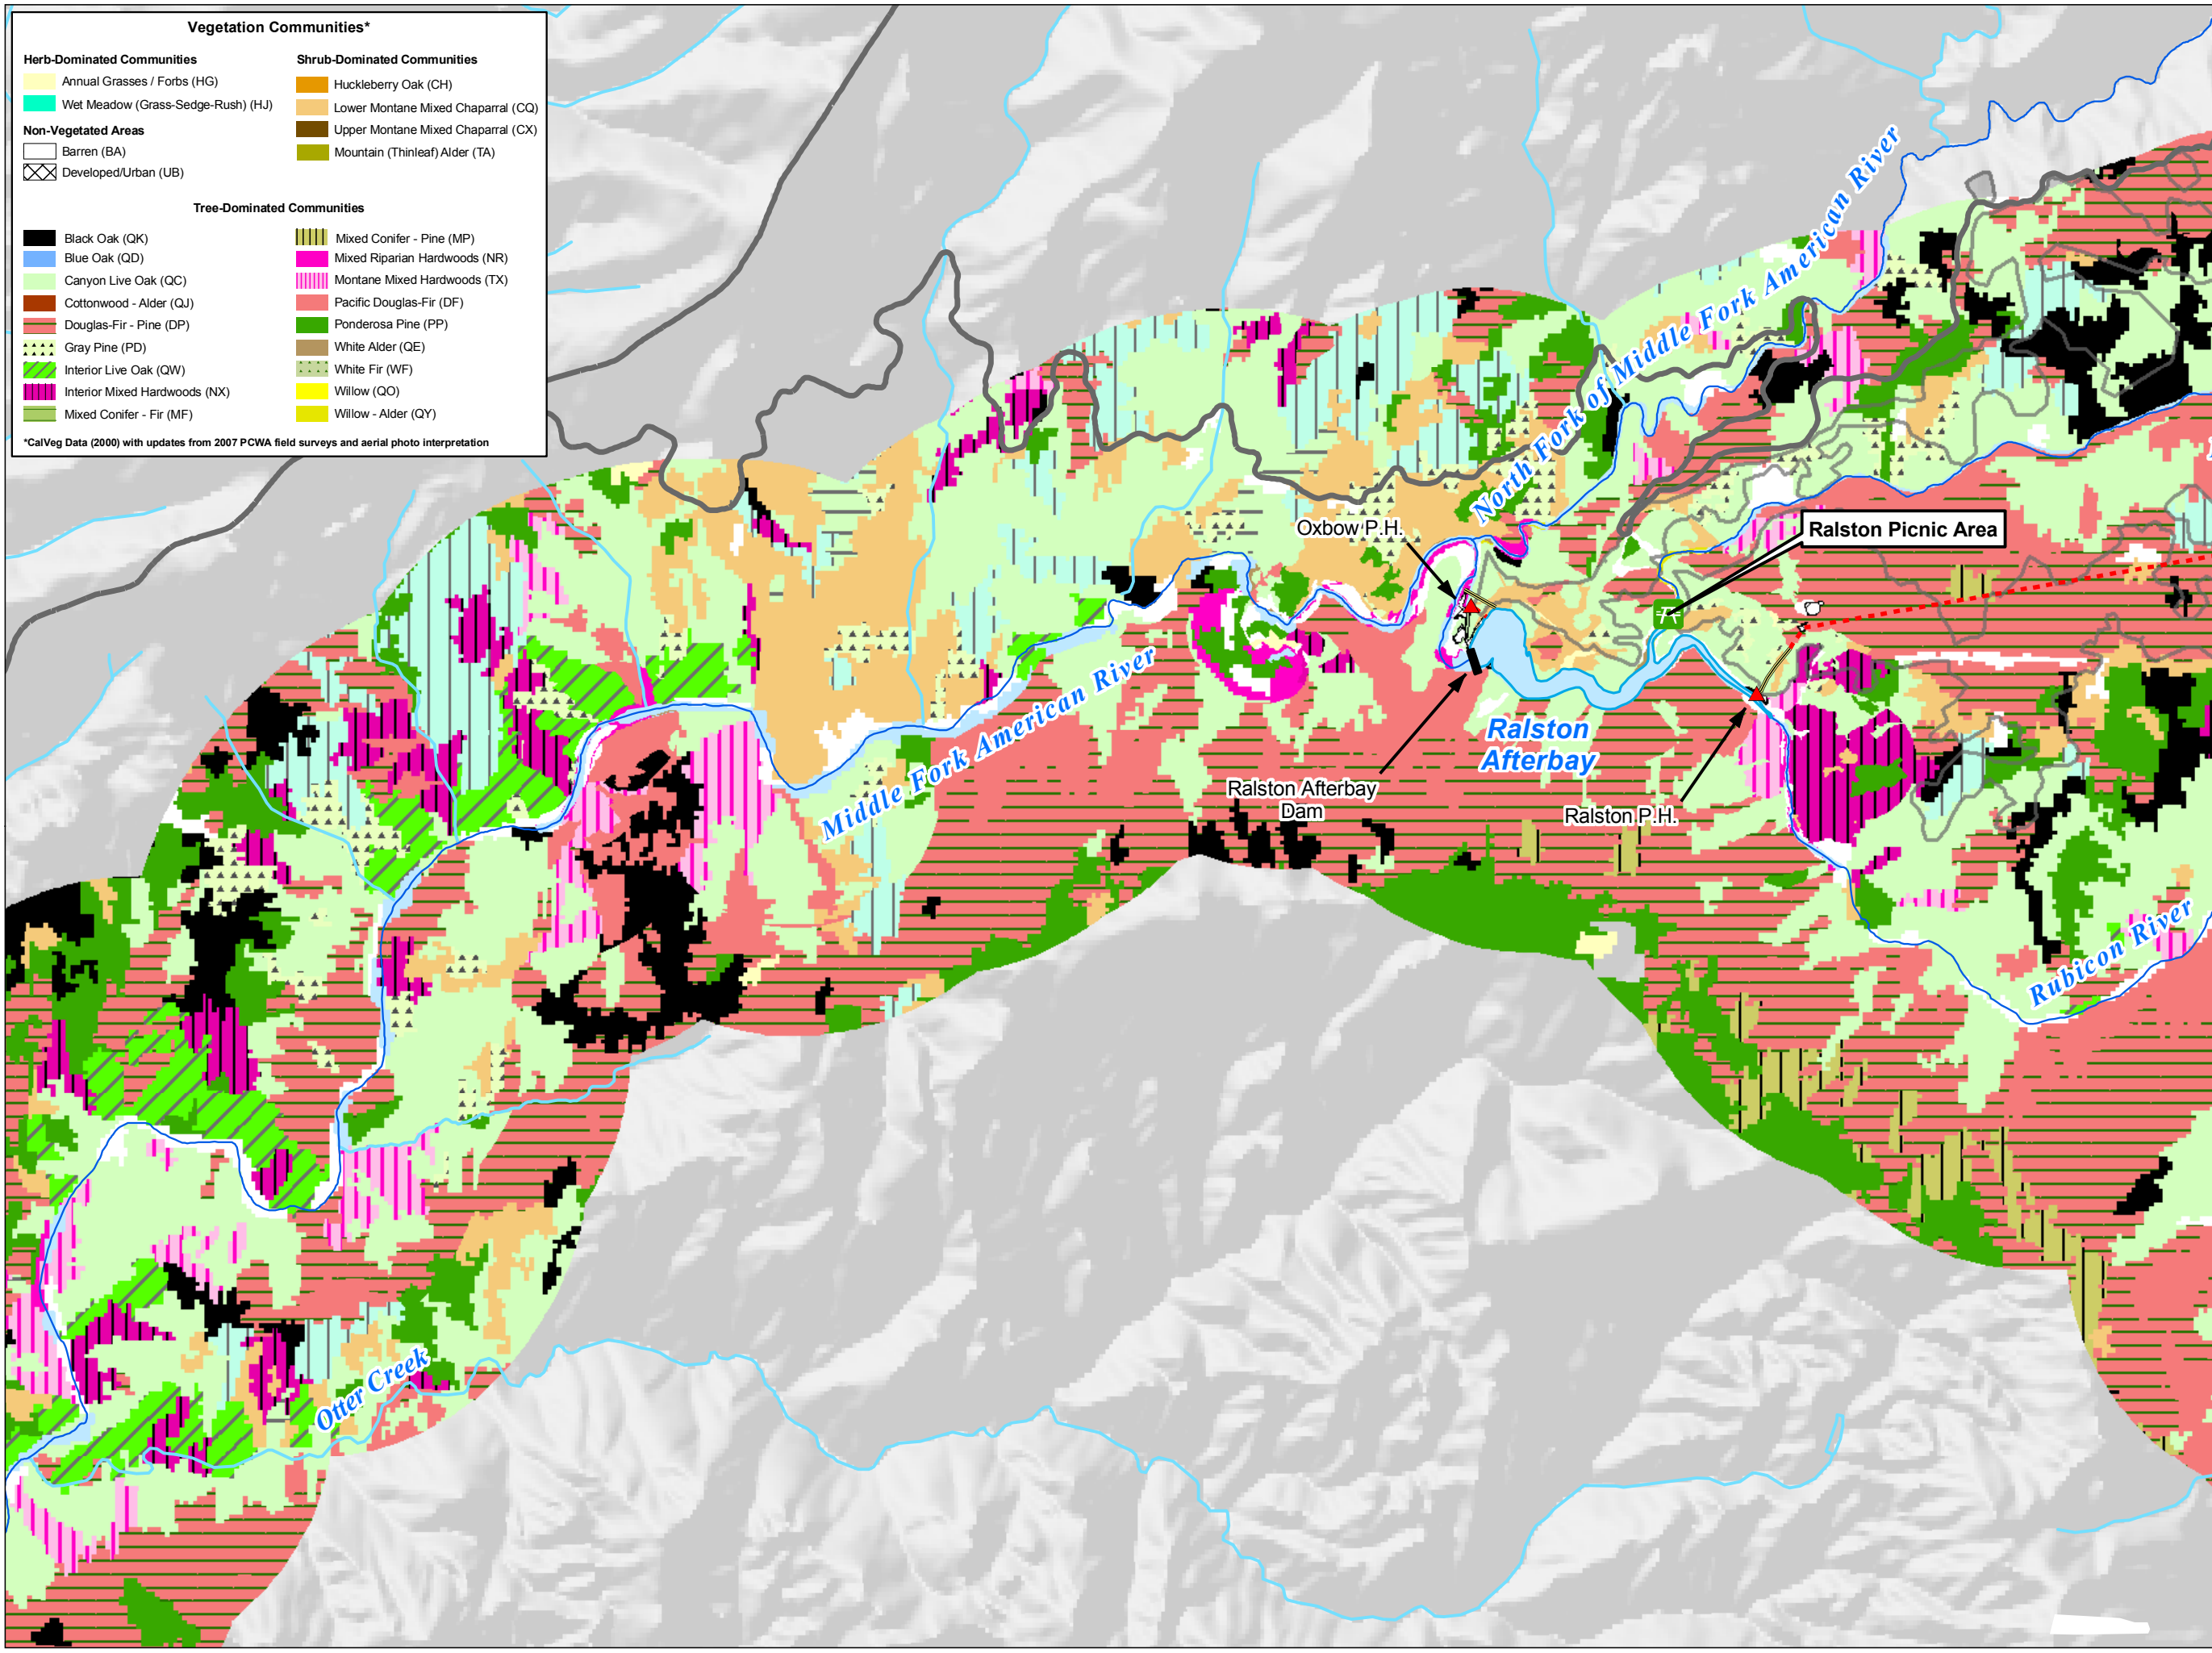 Vegetation Communities*
Herb-Dominated Communities
Annual Grasses / Forbs (HG)
Wet Meadow (Grass-Sedge-Rush) (HJ)
Non-Vegetated Areas
Barren (BA)
Developed/Urban (UB)
Shrub-Dominated Communities
Huckleberry Oak (CH)
Lower Montane Mixed Chaparral (CQ)
Upper Montane Mixed Chaparral (CX)
Mountain (Thinleaf) Alder (TA)
Tree-Dominated Communities
Black Oak (QK)
Blue Oak (QD)
Canyon Live Oak (QC)
Cottonwood - Alder (QJ)
Douglas-Fir - Pine (DP)
Gray Pine (PD)
Interior Live Oak (QW)
Interior Mixed Hardwoods (NX)
Mixed Conifer - Fir (MF)
Mixed Conifer - Pine (MP)
Mixed Riparian Hardwoods (NR)
Montane Mixed Hardwoods (TX)
Pacific Douglas-Fir (DF)
Ponderosa Pine (PP)
White Alder (QE)
White Fir (WF)
Willow (QO)
Willow - Alder (QY)
*CalVeg Data (2000) with updates from 2007 PCWA field surveys and aerial photo interpretation
North Fork of Middle Fork American River
Oxbow P.H.
Ralston Picnic Area
Middle Fork American River
Ralston
Afterbay
Ralston Afterbay
Dam
Ralston P.H.
Rubicon River
Otter Creek